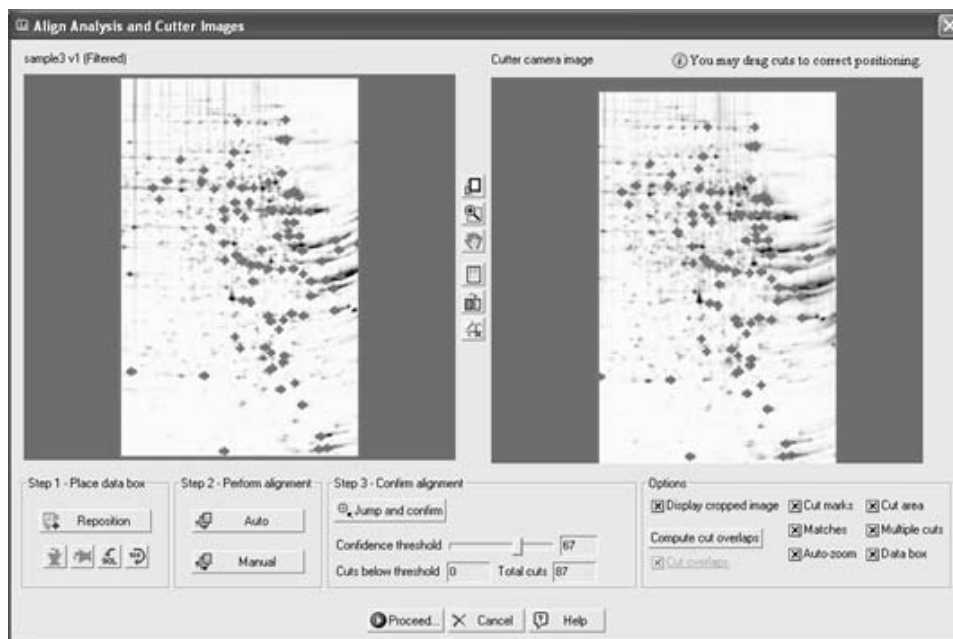 Align Analysis and Cutter Images
sample3 v1 (Filtered)
Cutter camera image
You may drag cuts to correct positioning.
Step 1 - Place data box
Reposition
Step 2 - Perform alignment
Auto
Manual
Step 3 - Confirm alignment
Jump and confirm
Confidence threshold 67
Cuts below threshold 0 Total cuts 87
Options
Display cropped image Cut marks Cut area
Compute cut overlaps Matches Multiple cuts
Cut overlaps Auto-zoom Data box
Proceed... Cancel Help